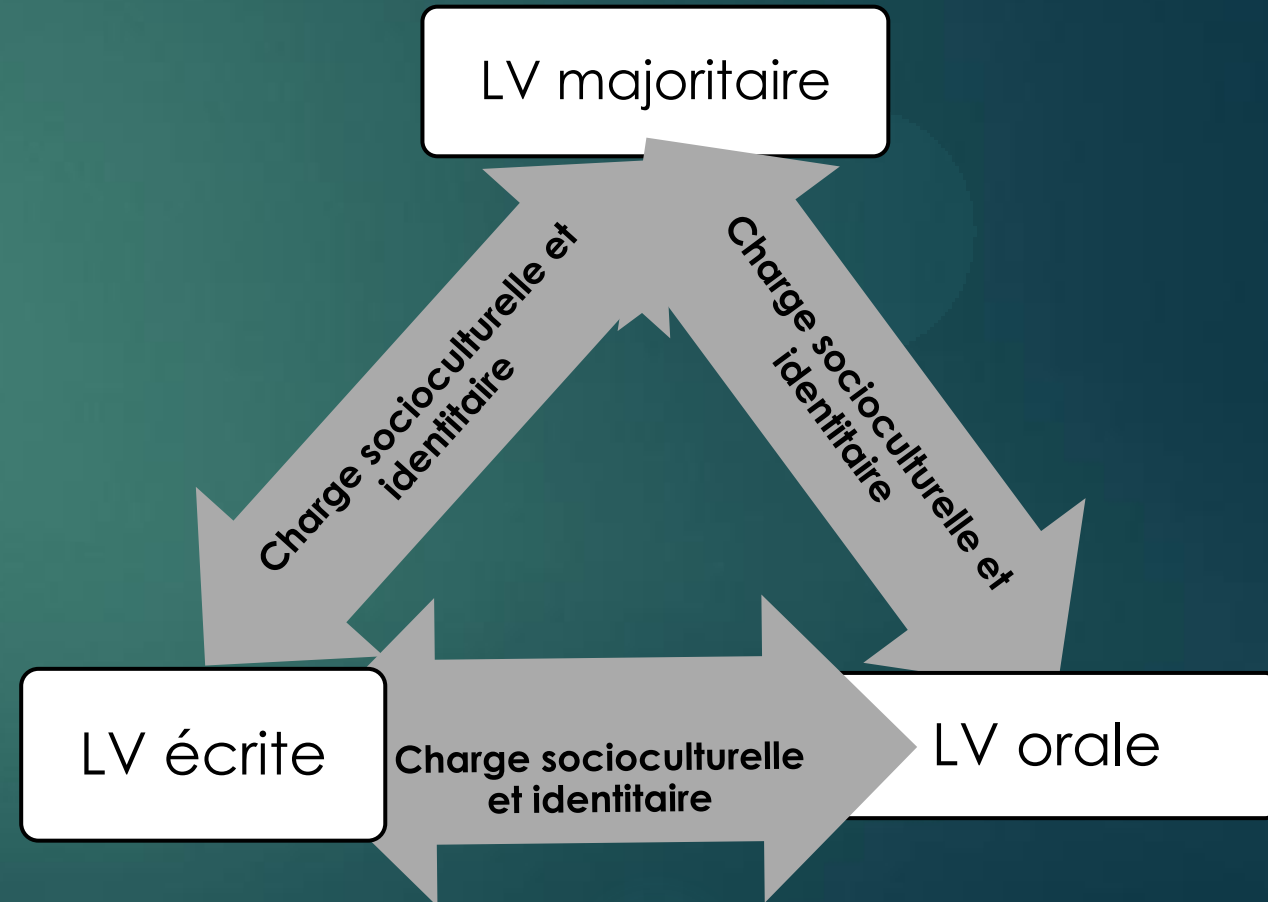 LV majoritaire
Charge socioculturelle et
identitaire
Charge socioculturelle et
identitaire
LV écrite
Charge socioculturelle
et identitaire
LV orale